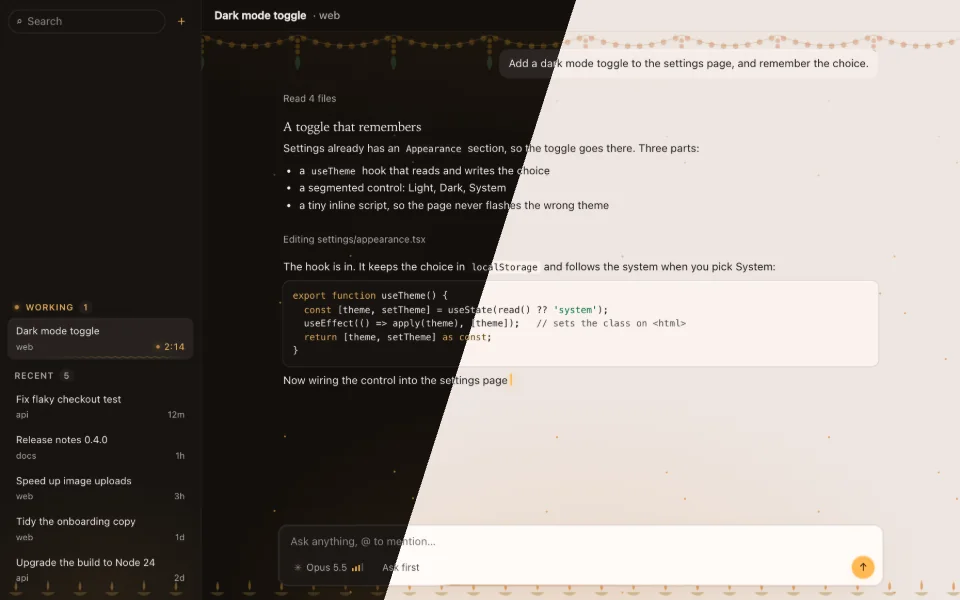 Search
+
WORKING 1
Dark mode toggle
web
2:14
RECENT 5
Fix flaky checkout test
api
12m
Release notes 0.4.0
docs
1h
Speed up image uploads
web
3h
Tidy the onboarding copy
web
1d
Upgrade the build to Node 24
api
2d
Dark mode toggle · web
Add a dark mode toggle to the settings page, and remember the choice.
Read 4 files
A toggle that remembers
Settings already has an Appearance section, so the toggle goes there. Three parts:
• a useTheme hook that reads and writes the choice
• a segmented control: Light, Dark, System
• a tiny inline script, so the page never flashes the wrong theme
Editing settings/appearance.tsx
The hook is in. It keeps the choice in localStorage and follows the system when you pick System:
export function useTheme() {
  const [theme, setTheme] = useState(read() ?? 'system');
  useEffect(() => apply(theme), [theme]);   // sets the class on <html>
  return [theme, setTheme] as const;
}
Now wiring the control into the settings page
Ask anything, @ to mention...
Opus 5.5
Ask first